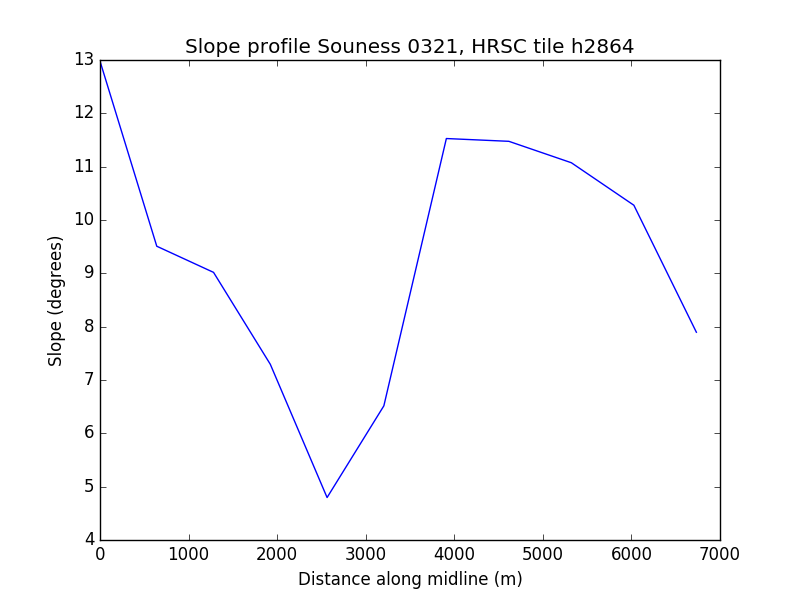 Slope profile Souness 0321, HRSC tile h2864
13
12
11
10
9
8
7
6
5
4
Slope (degrees)
0 1000 2000 3000 4000 5000 6000 7000
Distance along midline (m)